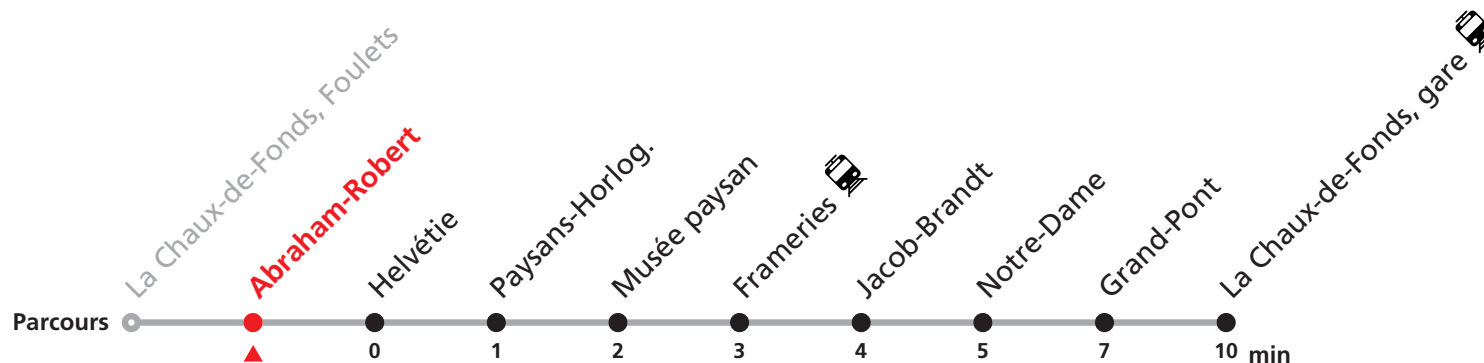 La Chaux-de-Fonds, Foulets
Abraham-Robert
Helvétie
Paysans-Horlog.
Musée paysan
Frameries
Jacob-Brandt
Notre-Dame
Grand-Pont
La Chaux-de-Fonds, gare
Parcours
0 1 2 3 4 5 7 10 min